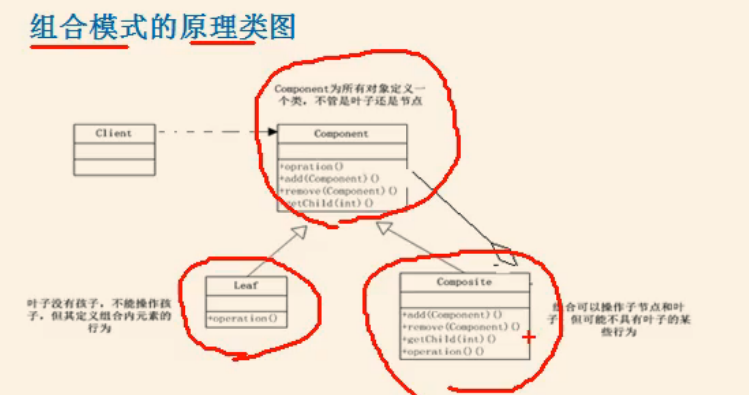 组合模式的原理类图
Component为所有对象定义一
个类，不管是叶子还是节点
Client
Component
+opration()
+add(Component)()
+remove(Component)()
getChild(int)()
Leaf
+operation()
叶子没有孩子，不能操作孩
子，但其定义组合内元素的
行为
Composite
+add(Component)()
+remove(Component)()
+getChild(int)()
+operation()()
合可以操作子节点和叶
子 但可能不具有叶子的某
些行为